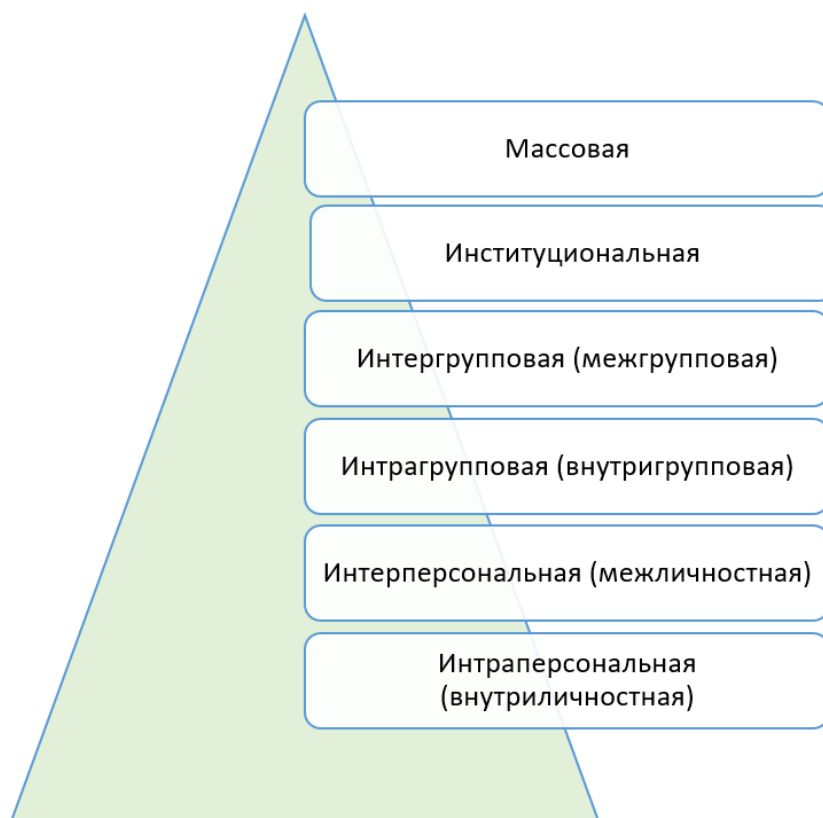 Массовая
Институциональная
Интергрупповая (межгрупповая)
Интрагрупповая (внутригрупповая)
Интерперсональная (межличностная)
Интраперсональная
(внутриличностная)